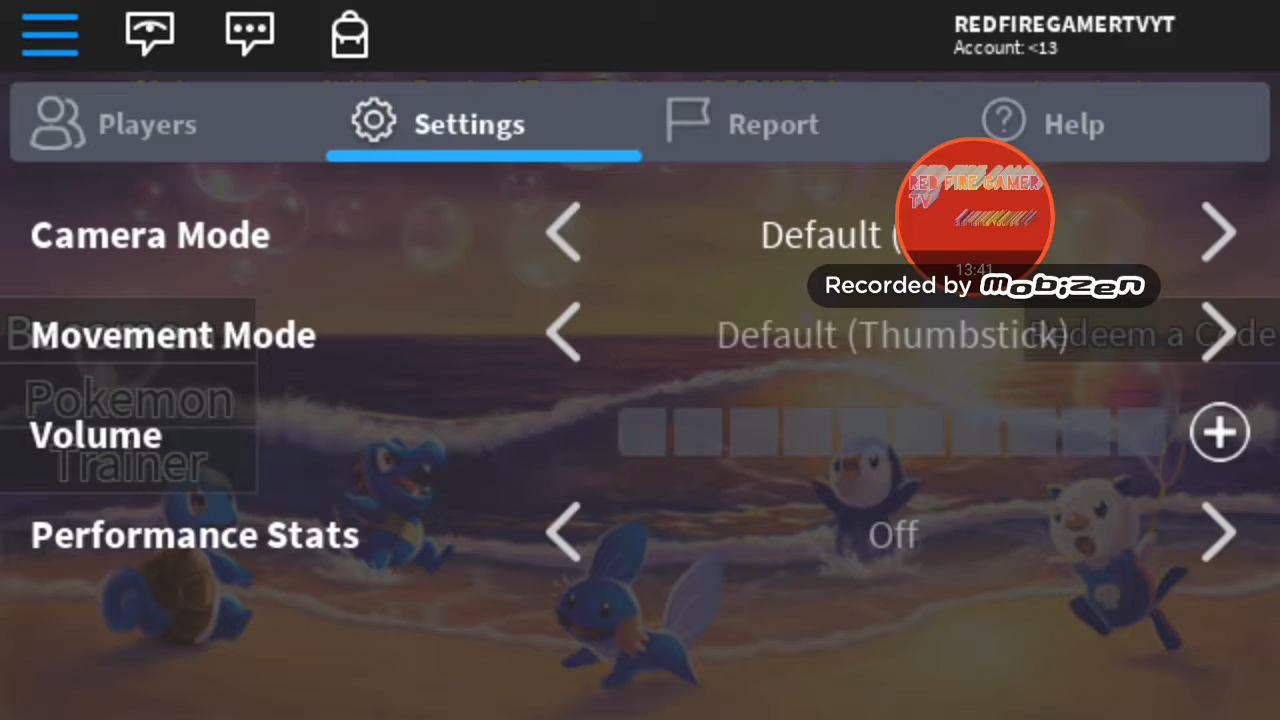 REDFIREGAMERTVYT
Account: <13
Players
Settings
Report
Help
RED FIRE GAMER
TV
Camera Mode
Default (
13:41
Recorded by mobizen
Movement Mode
Default (Thumbstick)
Redeem a Code
Pokemon
Volume
Trainer
Performance Stats
Off